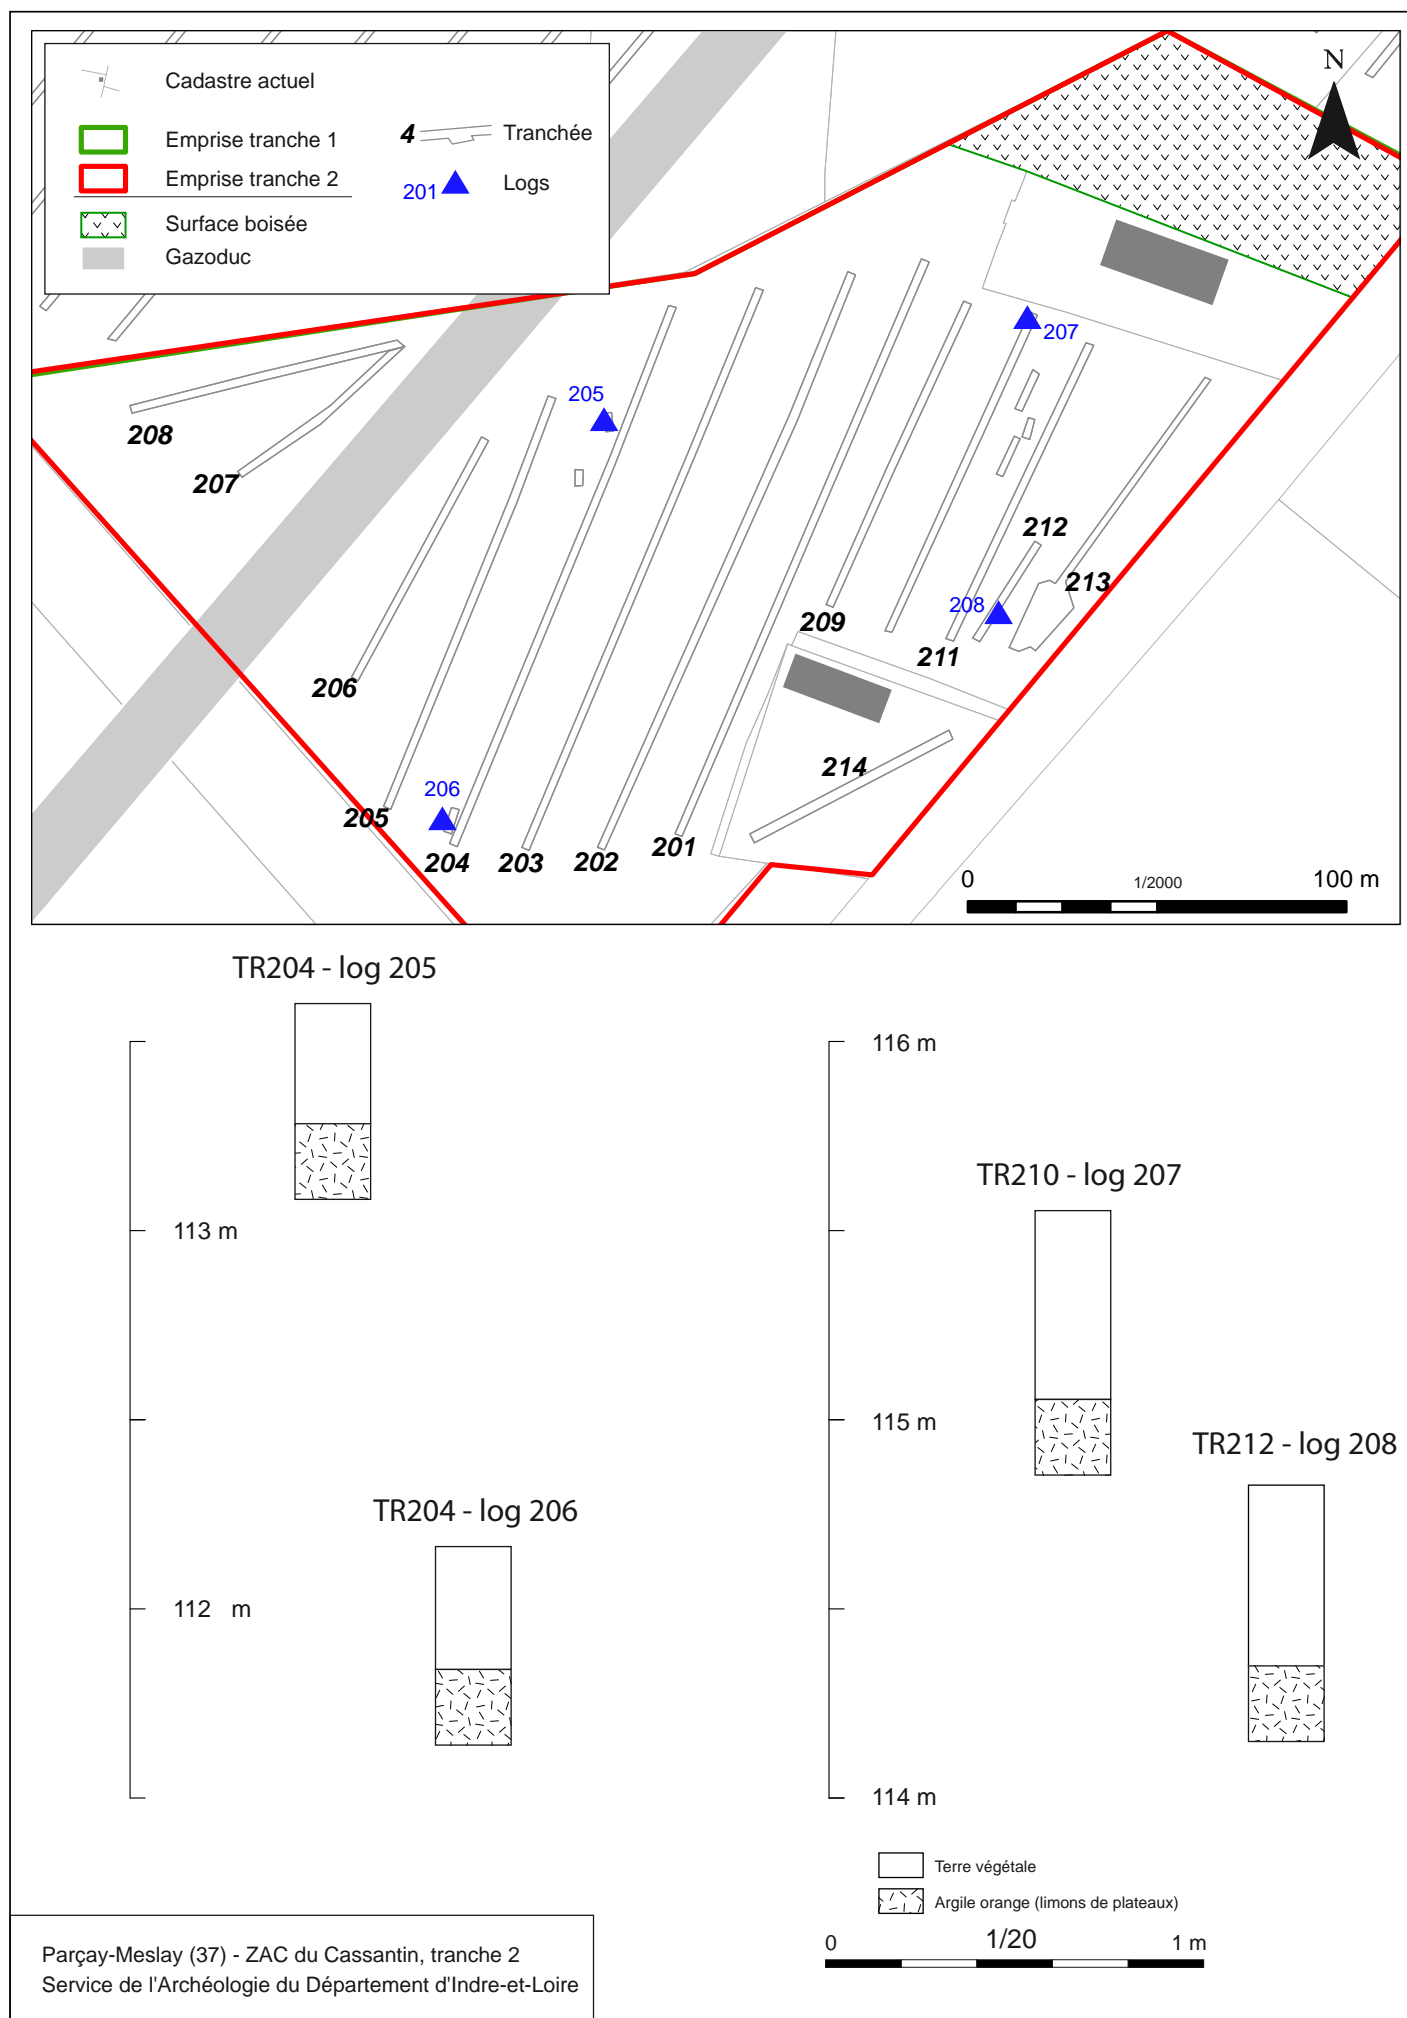 Cadastre actuel
Emprise tranche 1
Emprise tranche 2
Surface boisée
Gazoduc
4 Tranchée
201 Logs
N
207
205
208
207
212
213
208
209
211
206
214
206
205
204
203
202
201
0 1/2000 100 m
TR204 - log 205
116 m
TR210 - log 207
113 m
115 m
TR212 - log 208
TR204 - log 206
112 m
114 m
Terre végétale
Argile orange (limons de plateaux)
0 1/20 1 m
Parçay-Meslay (37) - ZAC du Cassantin, tranche 2
Service de l'Archéologie du Département d'Indre-et-Loire